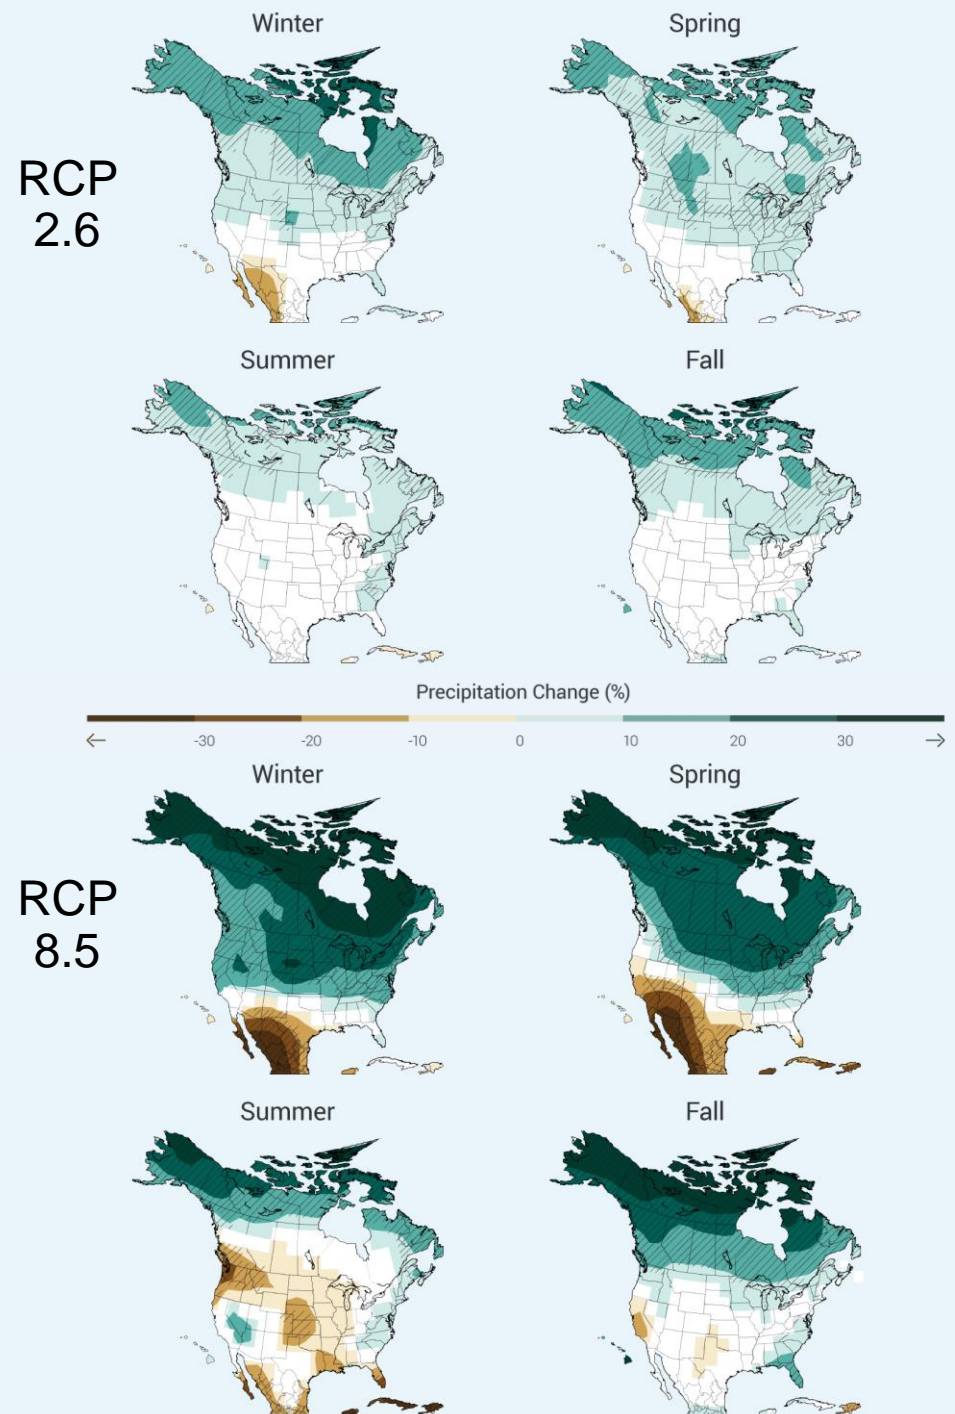 Winter
Spring
RCP
2.6
Summer
Fall
Precipitation Change (%)
-30
-20
-10
0
10
20
30
Winter
Spring
RCP
8.5
Summer
Fall